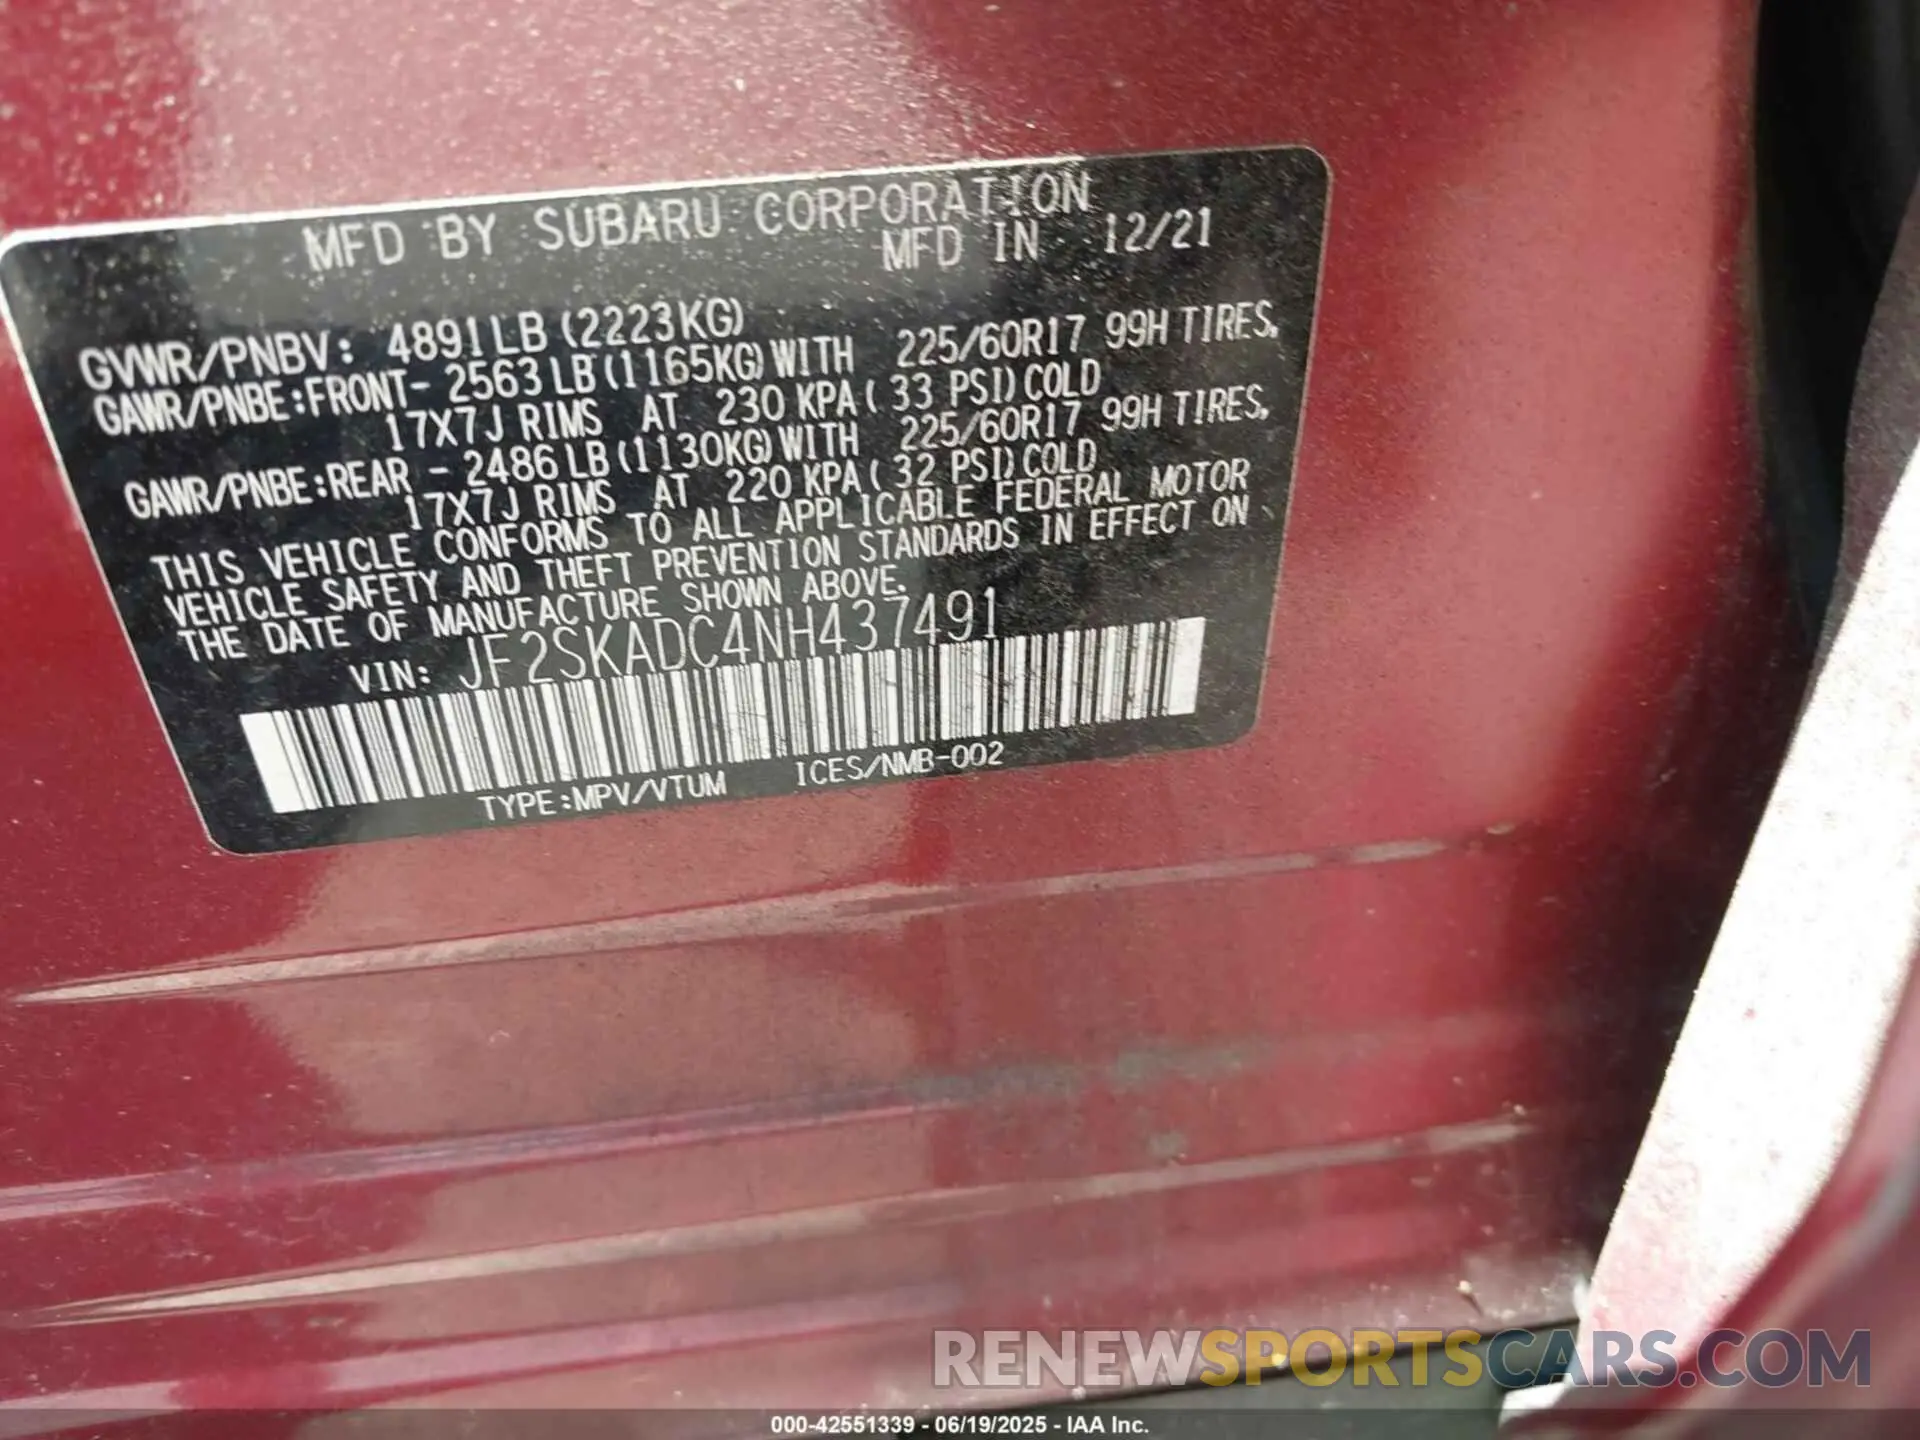 MFD BY SUBARU CORPORATION
MFD IN 12/21
GVWR/PNBV: 4891LB(2223KG)
GAWR/PNBE:FRONT- 2563LB(1165KG)WITH 225/60R17 99H TIRES,
17X7J RIMS AT 230 KPA( 33 PSI)COLD
GAWR/PNBE:REAR - 2486LB(1130KG)WITH 225/60R17 99H TIRES,
17X7J RIMS AT 220 KPA( 32 PSI)COLD
THIS VEHICLE CONFORMS TO ALL APPLICABLE FEDERAL MOTOR
VEHICLE SAFETY AND THEFT PREVENTION STANDARDS IN EFFECT ON
THE DATE OF MANUFACTURE SHOWN ABOVE.
VIN: JF2SKADC4NH437491
TYPE:MPV/VTUM ICES/NMB-002
RENEWSPORTSCARS.COM
000-42551339 - 06/19/2025 - IAA Inc.